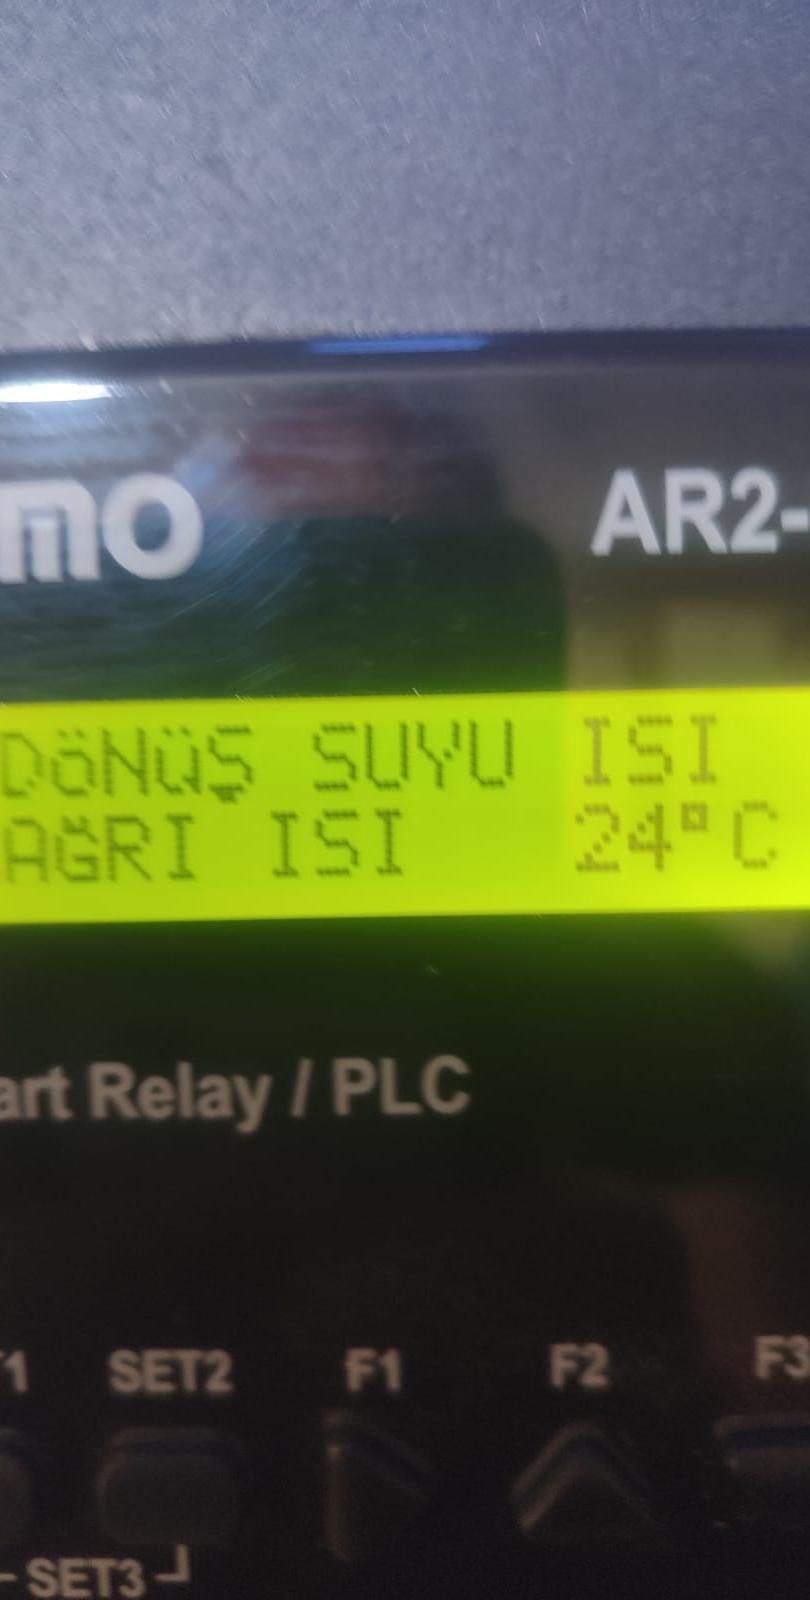 mo AR2-
DöNüŞ SUYU ISI
AĞRI ISI 24°C
art Relay / PLC
SET2 F1 F2 F3
SET3